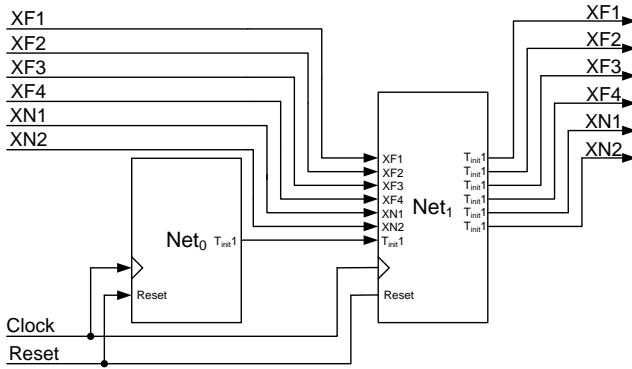 XF1
XF2
XF3
XF4
XN1
XN2
Net0 Tinit1
Reset
Clock
Reset
XF1
XF2
XF3
XF4
XN1
XN2
Tinit1
Reset
Net1
Tinit1
Tinit1
Tinit1
Tinit1
Tinit1
Tinit1
XF1
XF2
XF3
XF4
XN1
XN2